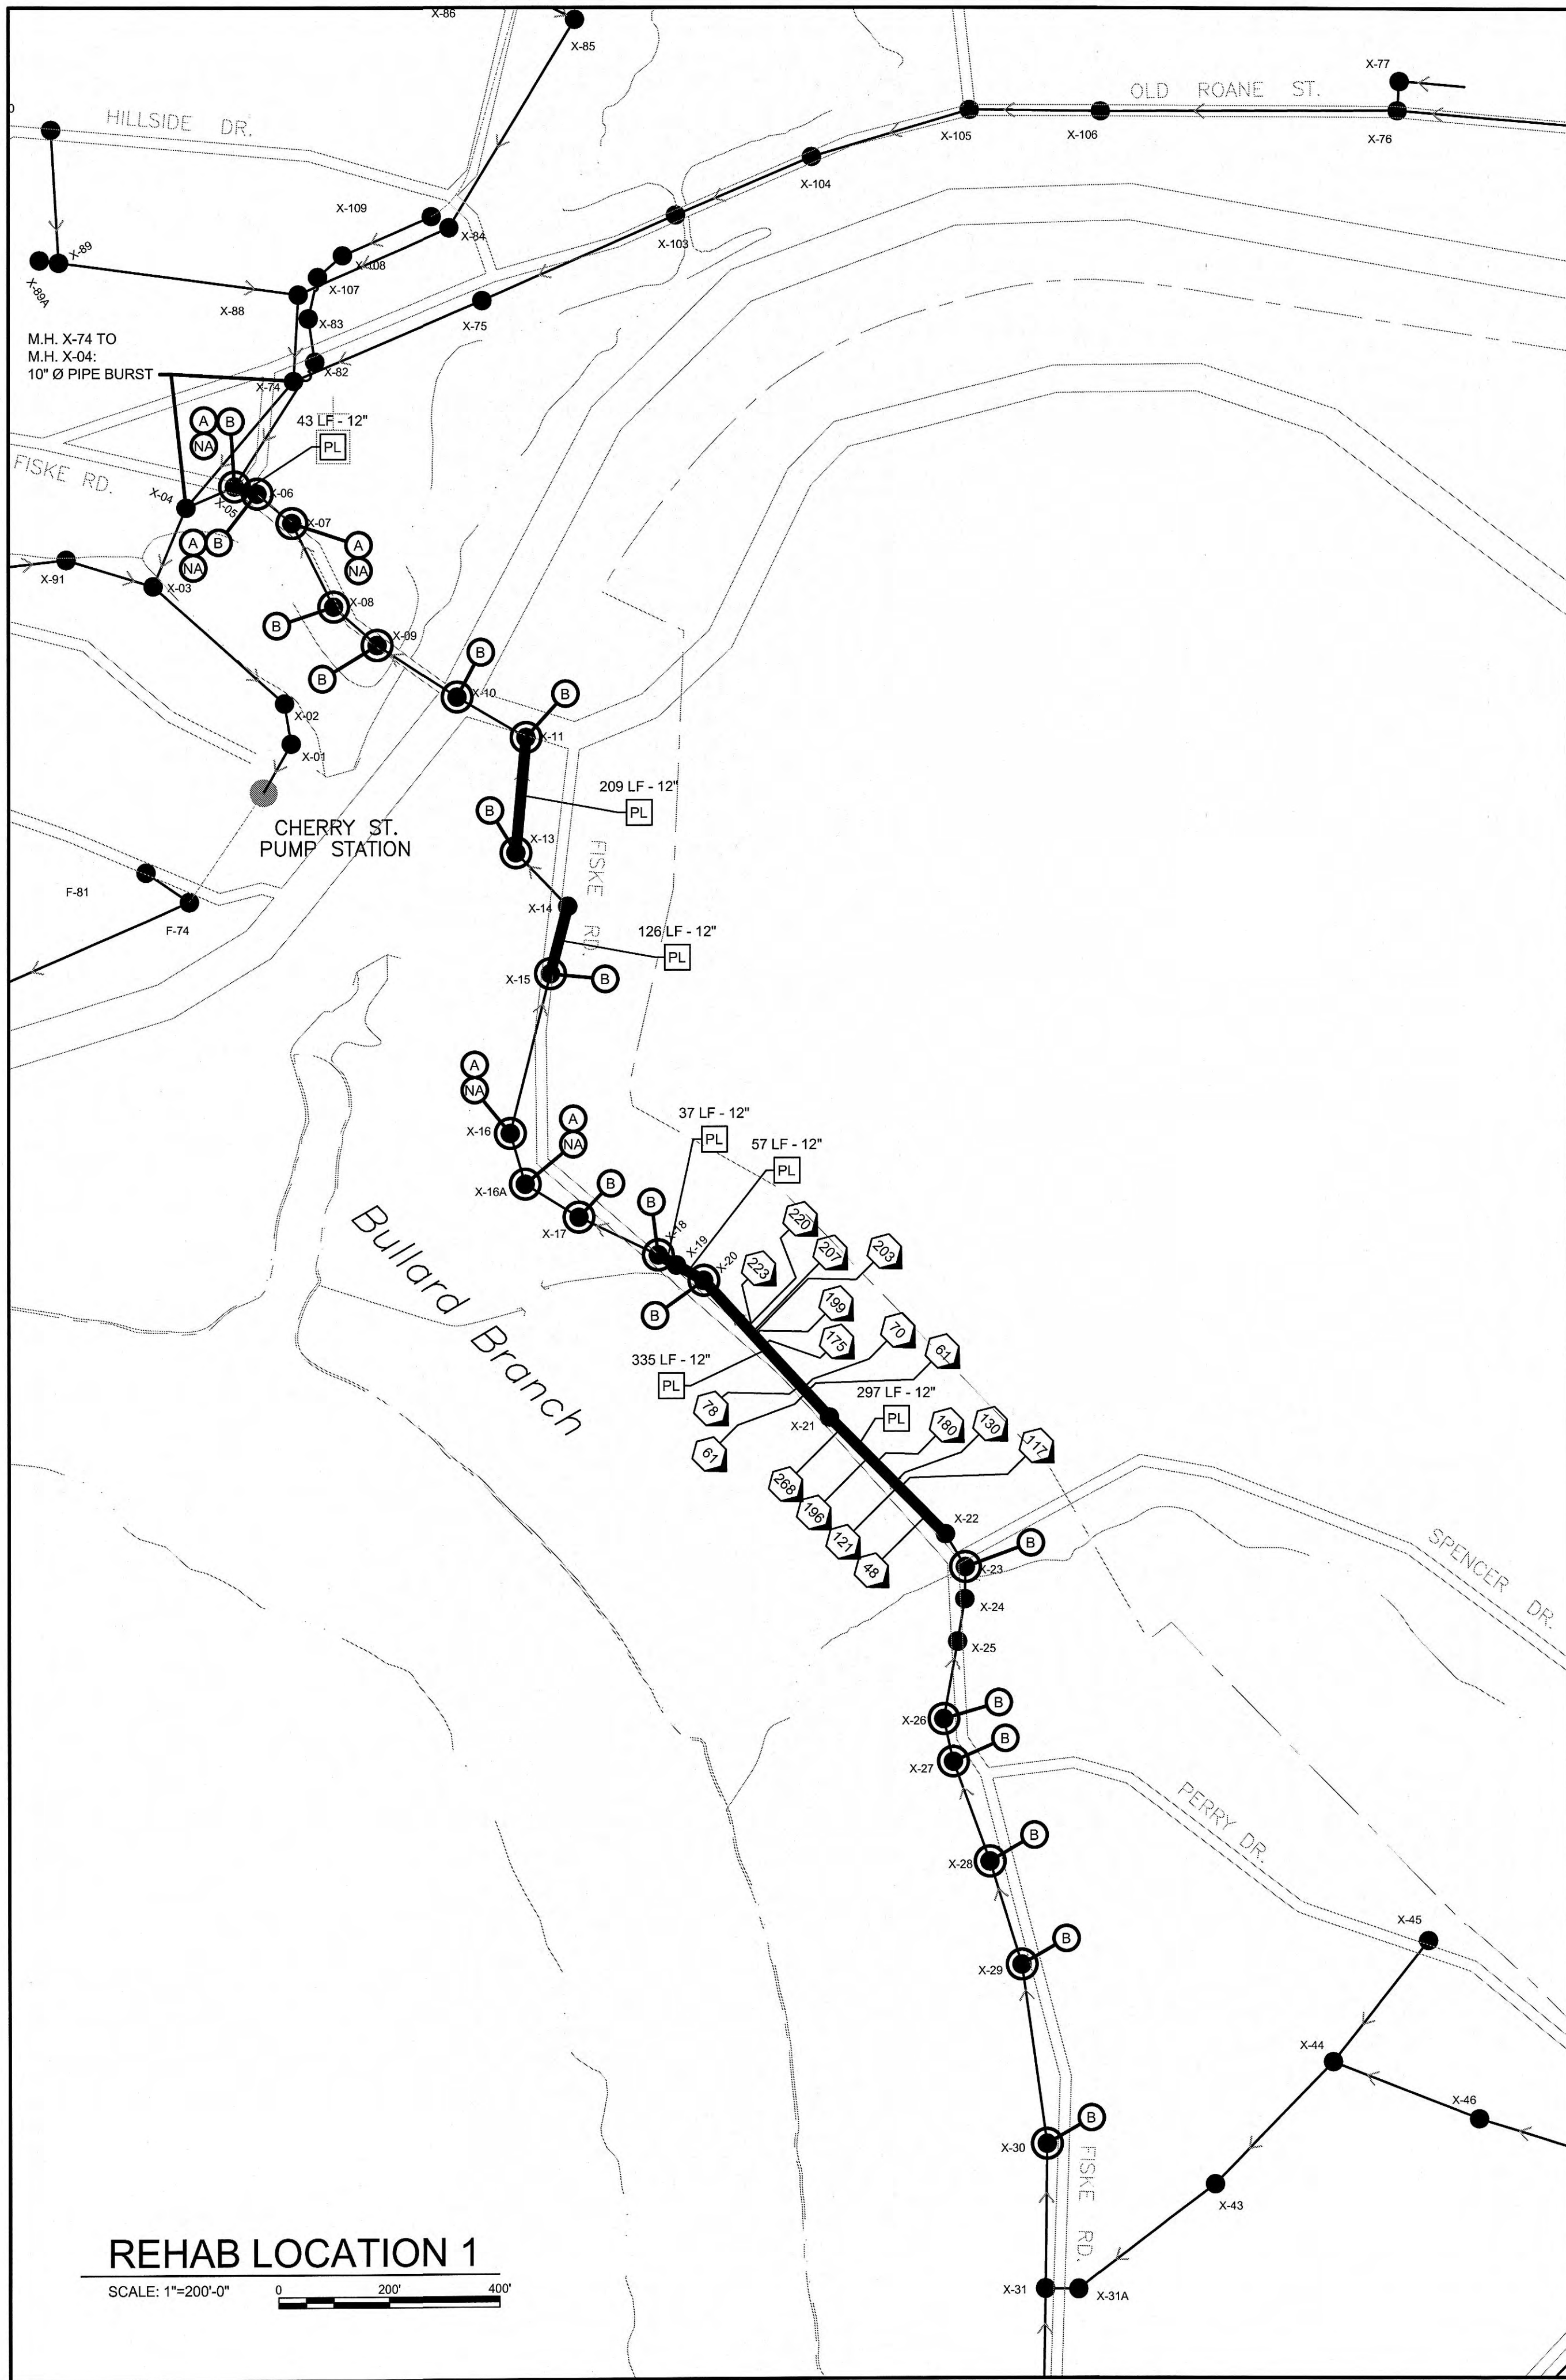 X-86
X-85
X-77
OLD ROANE ST.
HILLSIDE DR.
X-105
X-106
X-76
X-104
X-109
X-84
X-103
X-89
X-108
X-89A
X-107
X-88
X-83
X-75
M.H. X-74 TO
M.H. X-04:
10" Ø PIPE BURST
X-82
X-74
A
B
NA
43 LF - 12"
PL
FISKE RD.
X-04
X-05
X-06
X-07
A
B
NA
A
NA
X-91
X-03
X-08
B
X-09
B
B
X-10
B
X-11
X-02
X-01
209 LF - 12"
PL
B
X-13
CHERRY ST.
PUMP STATION
FISKE RD.
F-81
X-14
F-74
126 LF - 12"
PL
X-15
B
A
NA
X-16
A
NA
37 LF - 12"
PL
57 LF - 12"
PL
X-16A
B
B
X-17
X-18
X-19
X-20
B
220
207
203
223
199
175
70
61
Bullard Branch
335 LF - 12"
PL
78
61
297 LF - 12"
PL
X-21
180
130
117
268
196
121
48
X-22
B
X-23
SPENCER DR.
X-24
X-25
X-26
B
B
X-27
PERRY DR.
B
X-28
B
X-29
X-45
X-44
X-46
B
X-30
FISKE RD.
X-43
REHAB LOCATION 1
SCALE: 1"=200'-0"
0 200' 400'
X-31
X-31A